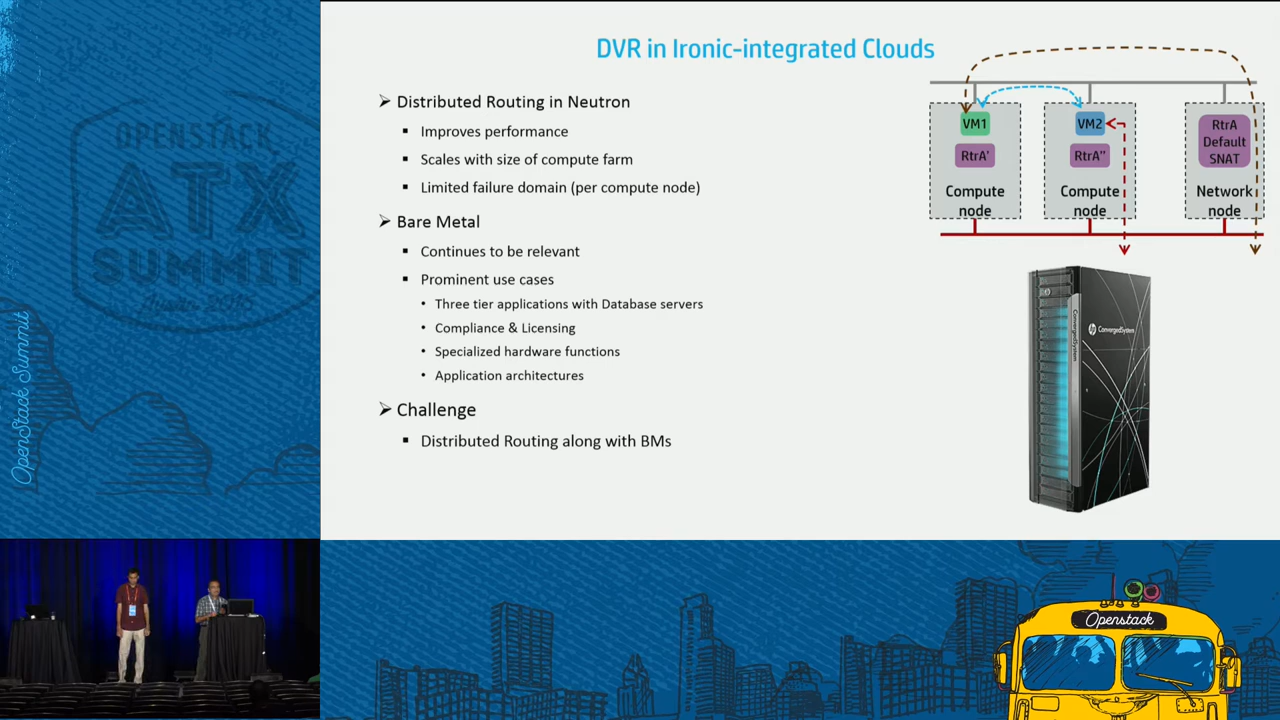 DVR in Ironic-integrated Clouds
Distributed Routing in Neutron
Improves performance
Scales with size of compute farm
Limited failure domain (per compute node)
Bare Metal
Continues to be relevant
Prominent use cases
Three tier applications with Database servers
Compliance & Licensing
Specialized hardware functions
Application architectures
Challenge
Distributed Routing along with BMs
VM1
RtrA'
Compute
node
VM2
RtrA''
Compute
node
RtrA
Default
SNAT
Network
node
hp ConvergedSystem
ConvergedSystem
OPENSTACK
ATX
SUMMIT
OpenStack Summit
Openstack